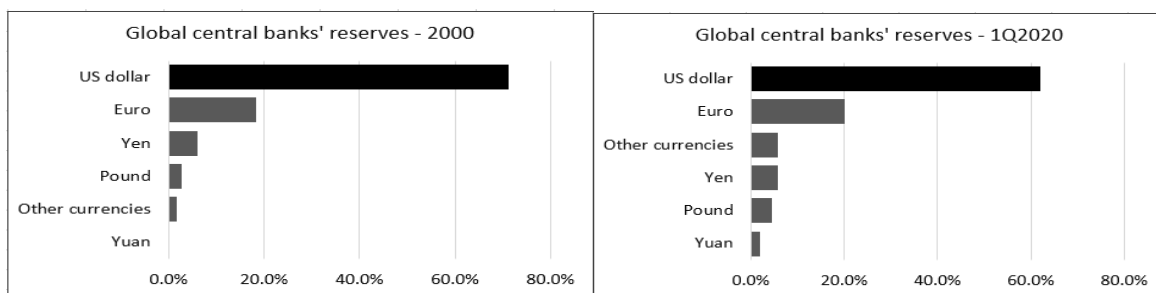 Global central banks' reserves - 2000
US dollar
Euro
Yen
Pound
Other currencies
Yuan
0.0% 20.0% 40.0% 60.0% 80.0%
Global central banks' reserves - 1Q2020
US dollar
Euro
Other currencies
Yen
Pound
Yuan
0.0% 20.0% 40.0% 60.0% 80.0%